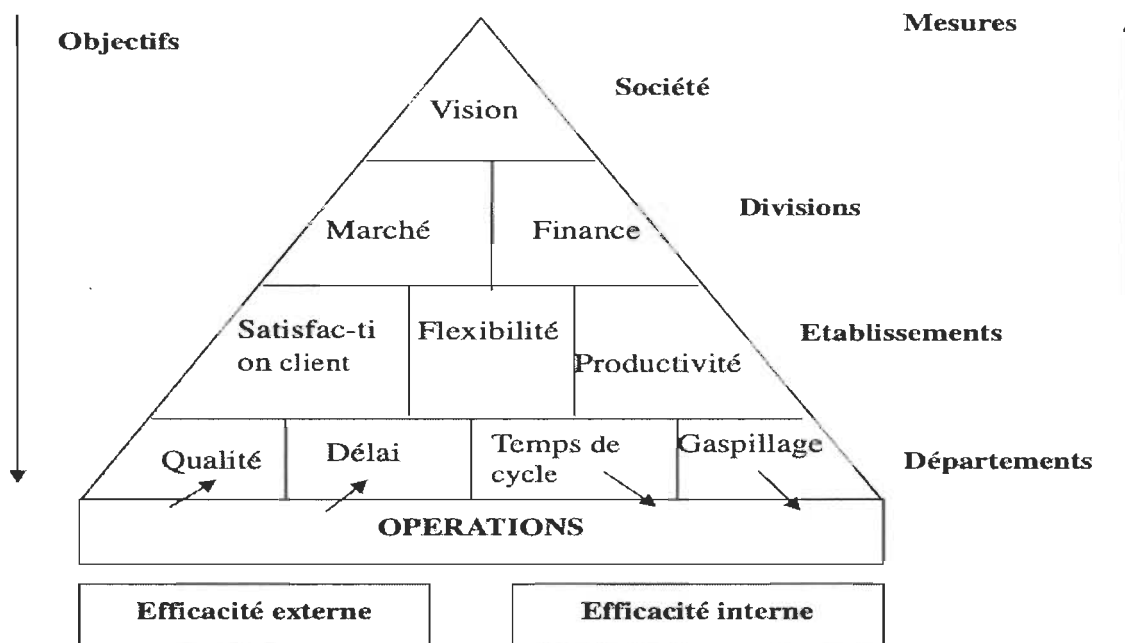 Objectifs
Mesures
Société
Vision
Divisions
Marché
Finance
Etablissements
Satisfac-ti
on client
Flexibilité
Productivité
Départements
Qualité
Délai
Temps de
cycle
Gaspillage
OPERATIONS
Efficacité externe
Efficacité interne